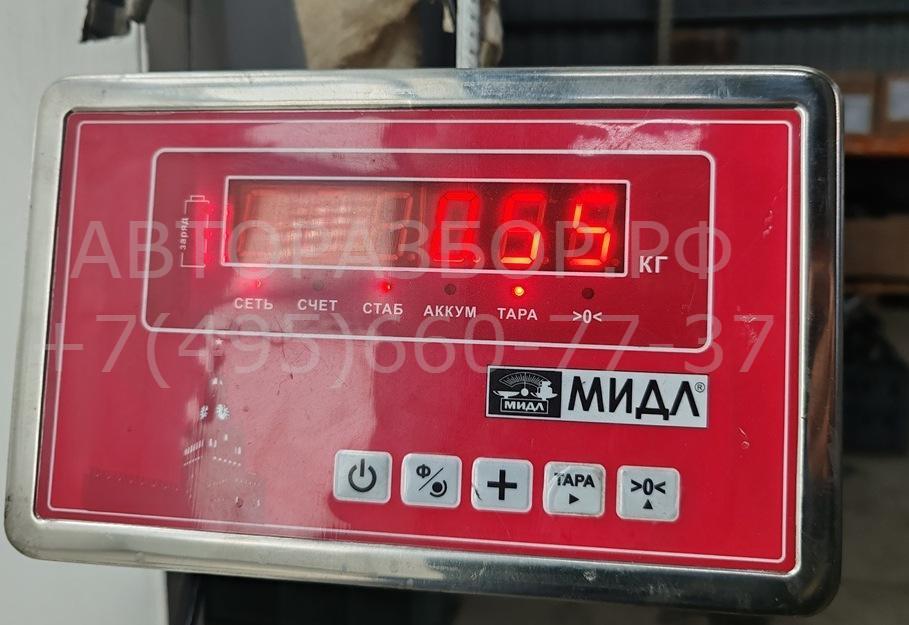 заряд
КГ
СЕТЬ СЧЕТ СТАБ АККУМ ТАРА >0<
АВТОРАЗБОР.РФ
+7(495)660-77-37
МИДЛ МИДЛ®
Ф
ТАРА
>0<